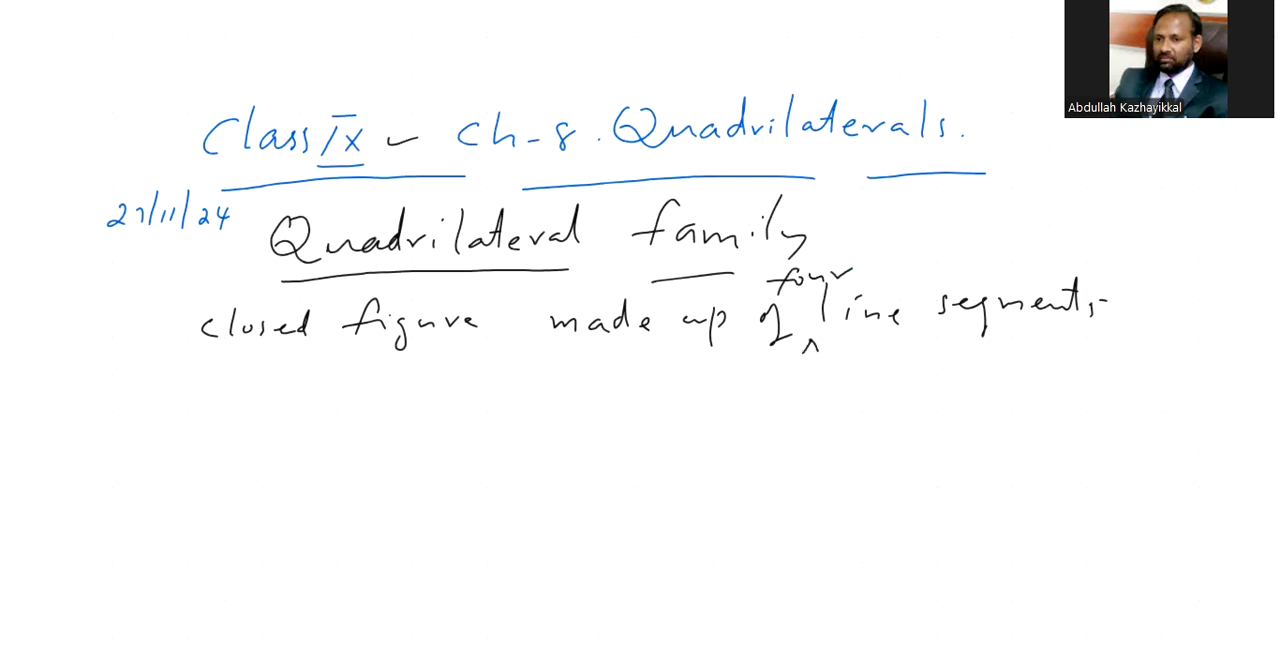 Abdullah Kazhayikkal
Class IX - Ch-8. Quadrilaterals.
27/11/24
Quadrilateral family
closed figure made up of four line segments-